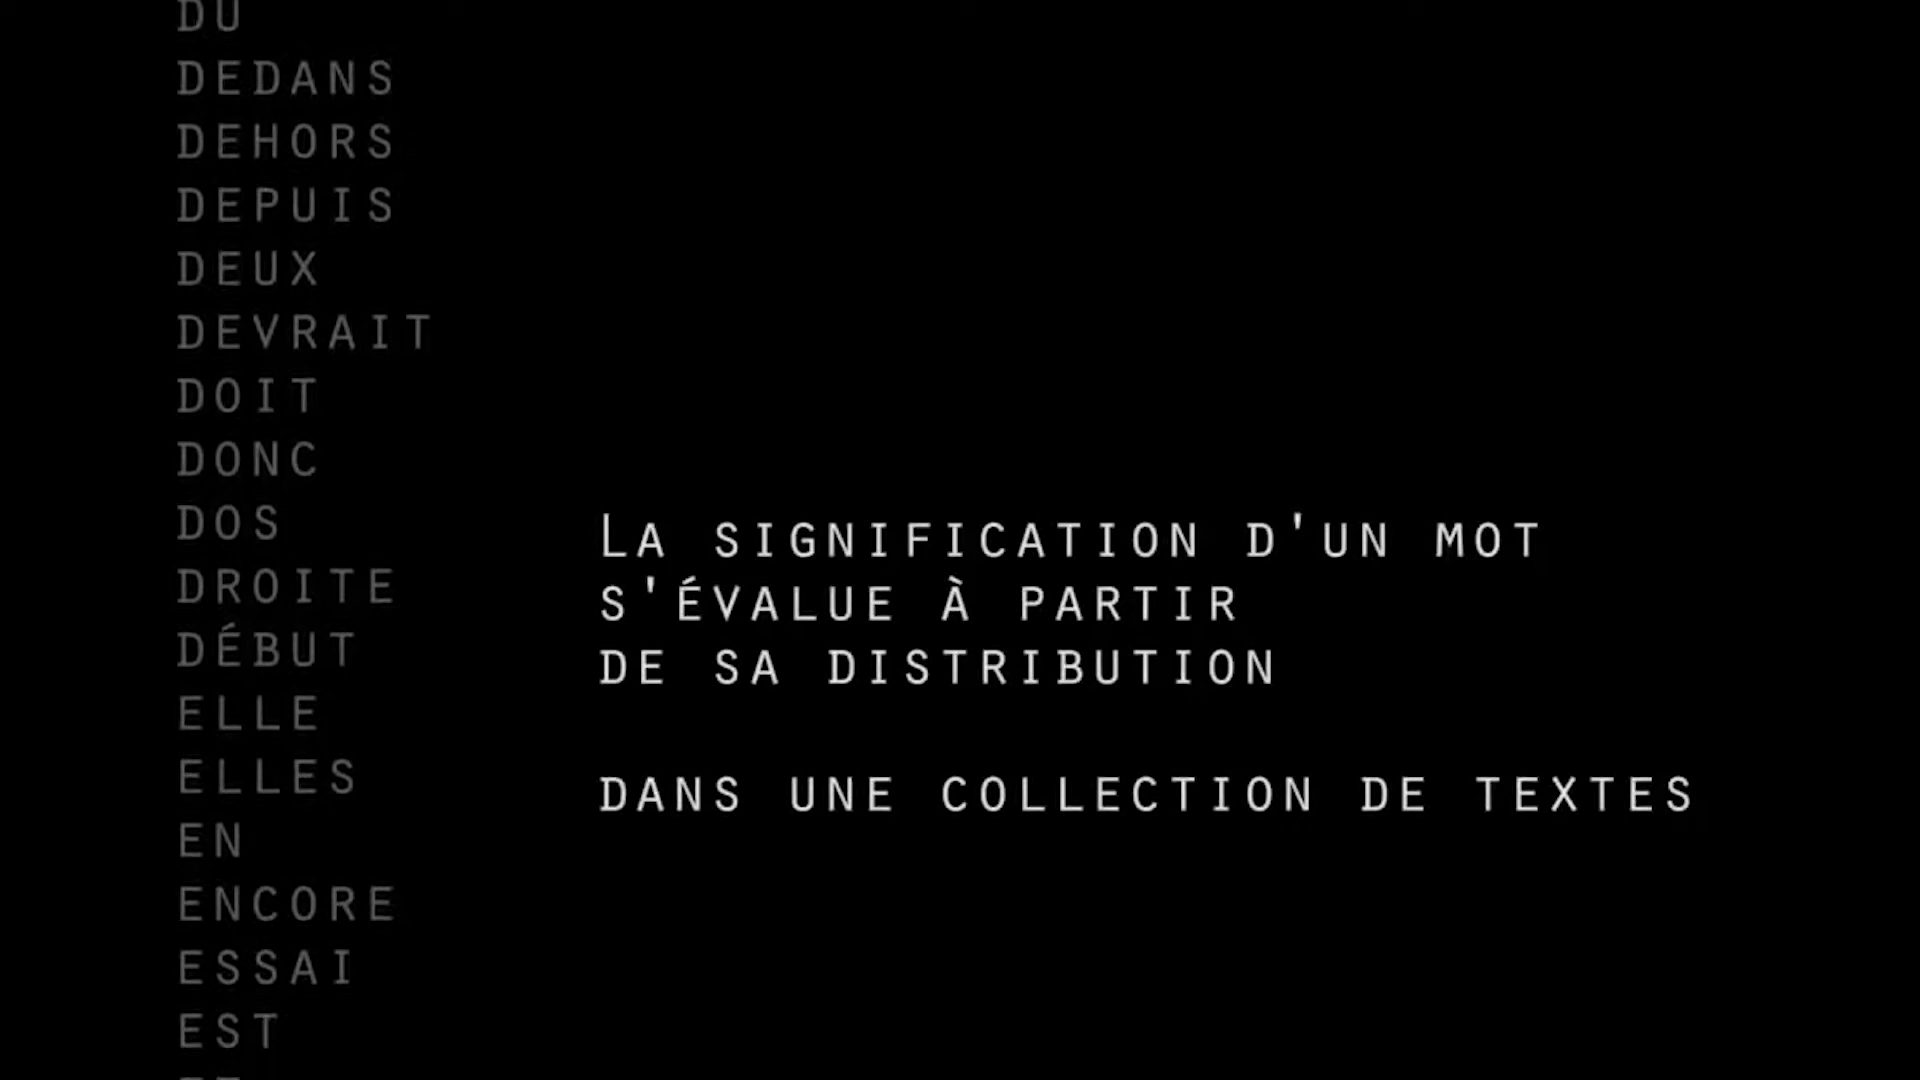 DU
DEDANS
DEHORS
DEPUIS
DEUX
DEVRAIT
DOIT
DONC
DOS
DROITE
DÉBUT
ELLE
ELLES
EN
ENCORE
ESSAI
EST
LA SIGNIFICATION D'UN MOT
S'ÉVALUE À PARTIR
DE SA DISTRIBUTION
DANS UNE COLLECTION DE TEXTES